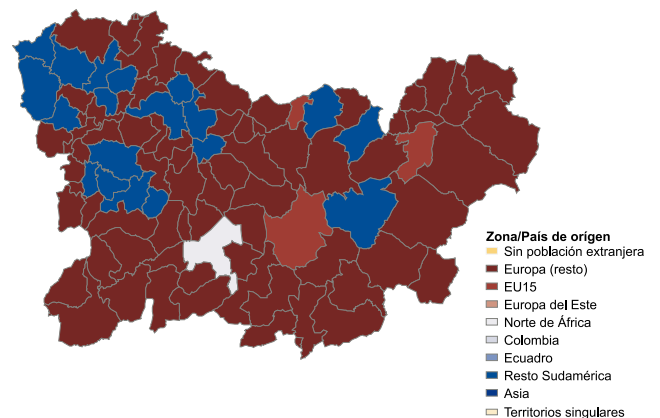 Zona/País de orígen
Sin población extranjera
Europa (resto)
EU15
Europa del Este
Norte de África
Colombia
Ecuadro
Resto Sudamérica
Asia
Territorios singulares